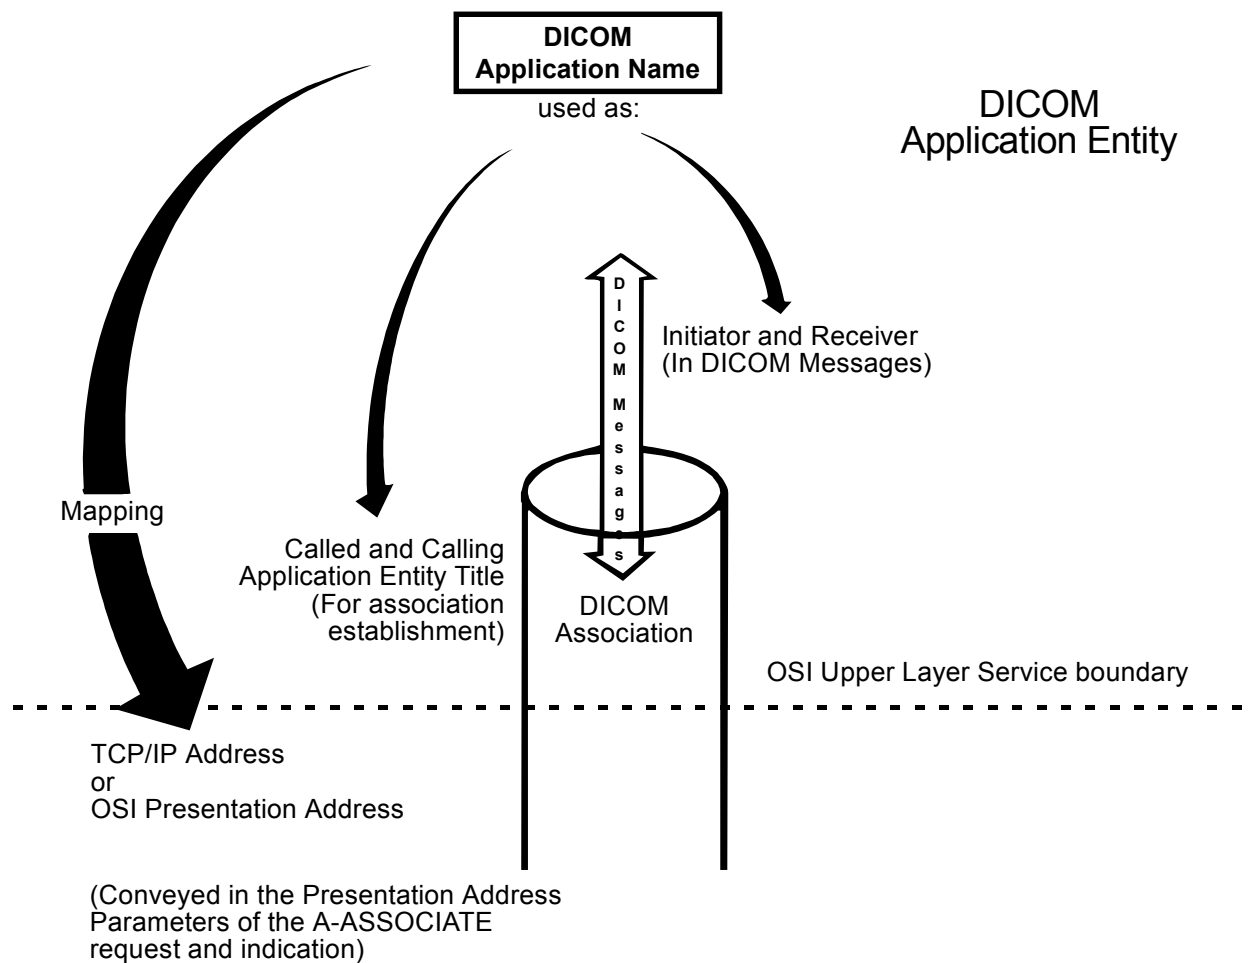 DICOM
Application Name
used as:
DICOM
Application Entity
DICOM Messages
Initiator and Receiver
(In DICOM Messages)
Mapping
Called and Calling
Application Entity Title
(For association
establishment)
DICOM
Association
OSI Upper Layer Service boundary
TCP/IP Address
or
OSI Presentation Address
(Conveyed in the Presentation Address
Parameters of the A-ASSOCIATE
request and indication)